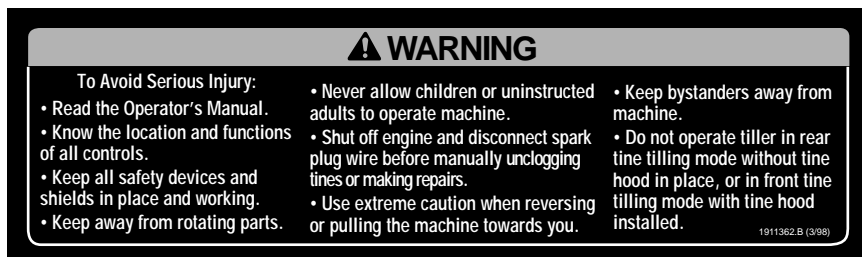 WARNING
To Avoid Serious Injury:
• Read the Operator's Manual.
• Know the location and functions
of all controls.
• Keep all safety devices and
shields in place and working.
• Keep away from rotating parts.
• Never allow children or uninstructed
adults to operate machine.
• Shut off engine and disconnect spark
plug wire before manually unclogging
tines or making repairs.
• Use extreme caution when reversing
or pulling the machine towards you.
• Keep bystanders away from
machine.
• Do not operate tiller in rear
tine tilling mode without tine
hood in place, or in front tine
tilling mode with tine hood
installed.
1911362.B (3/98)